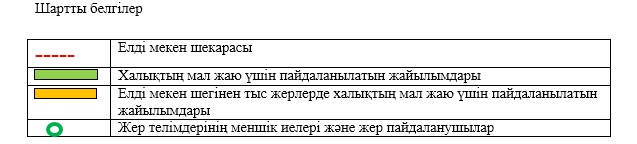 Шартты белгілер
Елді мекен шекарасы
Халықтың мал жаю үшін пайдаланылатын жайылымдары
Елді мекен шегінен тыс жерлерде халықтың мал жаю үшін пайдаланылатын
жайылымдары
Жер телімдерінің меншік иелері және жер пайдаланушылар